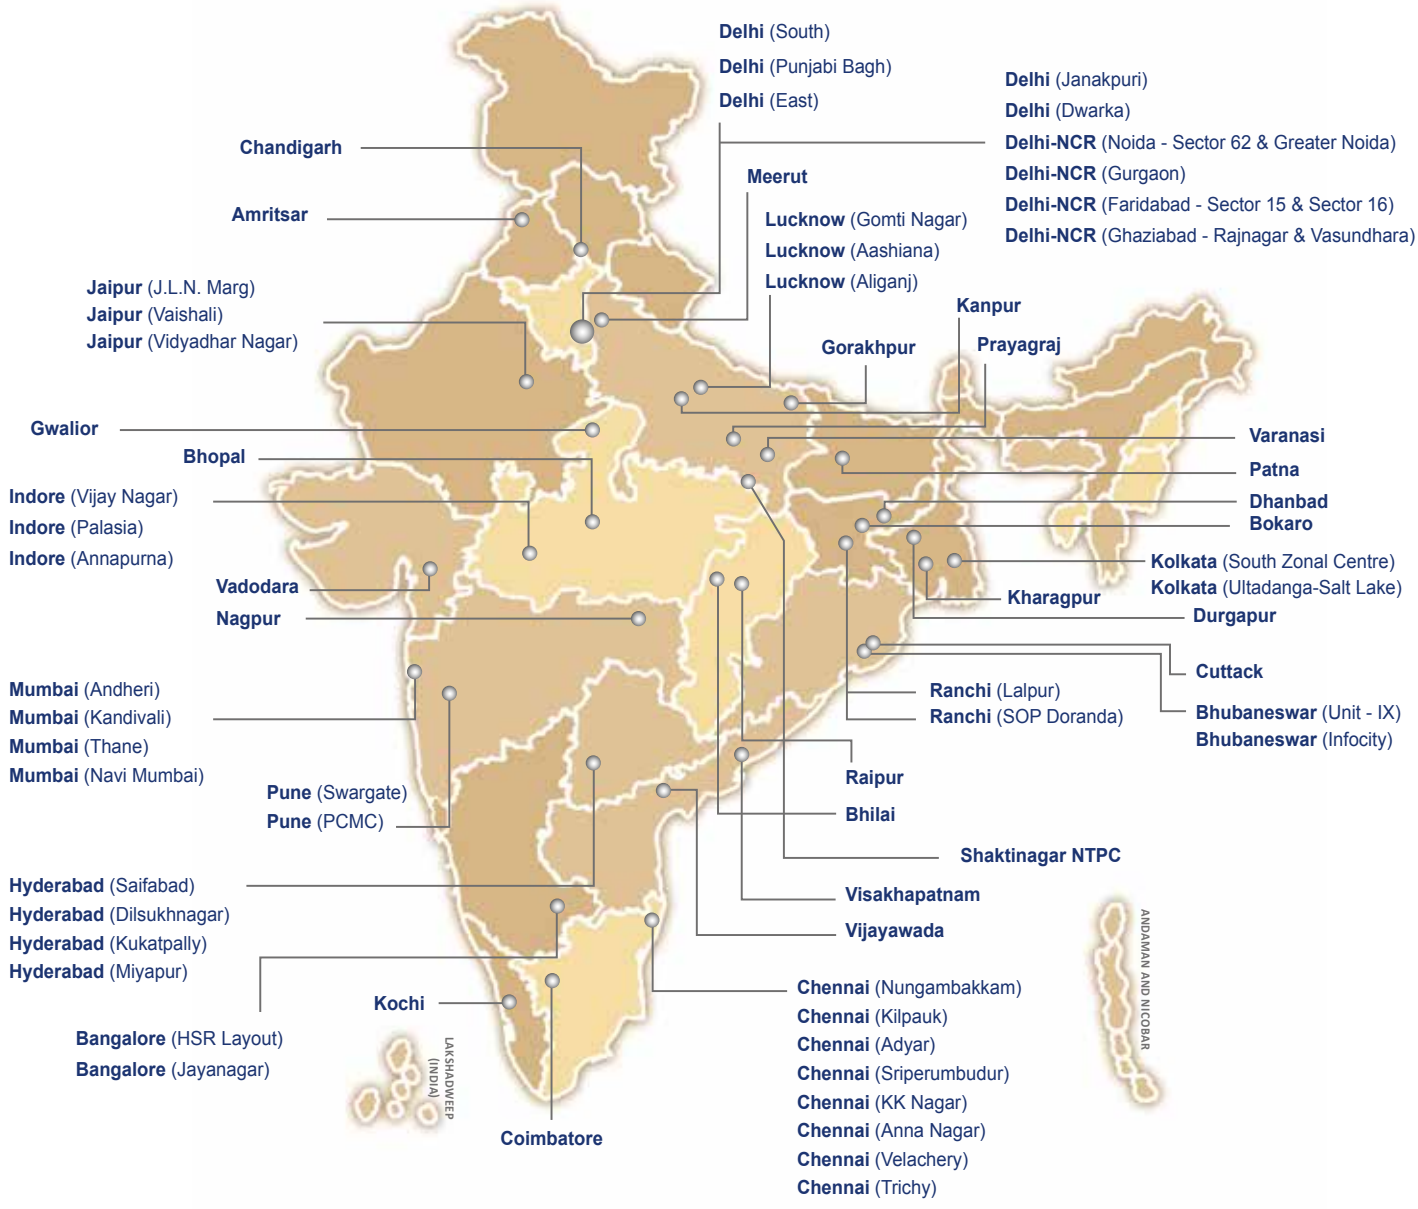 Delhi (South)
Delhi (Punjabi Bagh)
Delhi (East)
Delhi (Janakpuri)
Delhi (Dwarka)
Delhi-NCR (Noida - Sector 62 & Greater Noida)
Delhi-NCR (Gurgaon)
Delhi-NCR (Faridabad - Sector 15 & Sector 16)
Delhi-NCR (Ghaziabad - Rajnagar & Vasundhara)
Chandigarh
Amritsar
Meerut
Lucknow (Gomti Nagar)
Lucknow (Aashiana)
Lucknow (Aliganj)
Jaipur (J.L.N. Marg)
Jaipur (Vaishali)
Jaipur (Vidyadhar Nagar)
Kanpur
Gorakhpur
Prayagraj
Gwalior
Bhopal
Varanasi
Patna
Indore (Vijay Nagar)
Indore (Palasia)
Indore (Annapurna)
Dhanbad
Bokaro
Kolkata (South Zonal Centre)
Kolkata (Ultadanga-Salt Lake)
Vadodara
Nagpur
Kharagpur
Durgapur
Cuttack
Mumbai (Andheri)
Mumbai (Kandivali)
Mumbai (Thane)
Mumbai (Navi Mumbai)
Ranchi (Lalpur)
Ranchi (SOP Doranda)
Bhubaneswar (Unit - IX)
Bhubaneswar (Infocity)
Pune (Swargate)
Pune (PCMC)
Raipur
Bhilai
Shaktinagar NTPC
Hyderabad (Saifabad)
Hyderabad (Dilsukhnagar)
Hyderabad (Kukatpally)
Hyderabad (Miyapur)
Visakhapatnam
Vijayawada
Kochi
Bangalore (HSR Layout)
Bangalore (Jayanagar)
Chennai (Nungambakkam)
Chennai (Kilpauk)
Chennai (Adyar)
Chennai (Sriperumbudur)
Chennai (KK Nagar)
Chennai (Anna Nagar)
Chennai (Velachery)
Chennai (Trichy)
Coimbatore
LAKSHADWEEP
(INDIA)
ANDAMAN AND NICOBAR